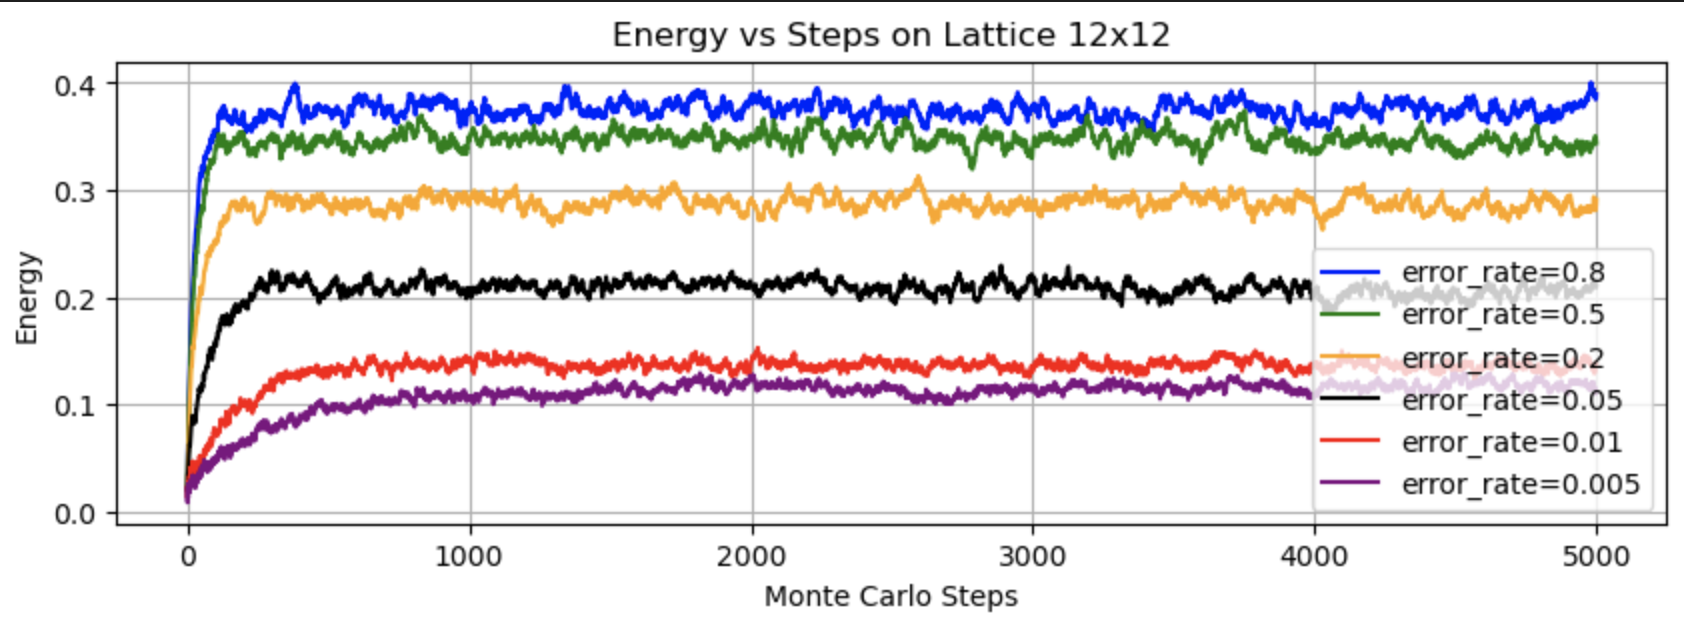 Energy vs Steps on Lattice 12x12
0.4
0.3
0.2
0.1
0.0
Energy
error_rate=0.8
error_rate=0.5
error_rate=0.2
error_rate=0.05
error_rate=0.01
error_rate=0.005
0 1000 2000 3000 4000 5000
Monte Carlo Steps